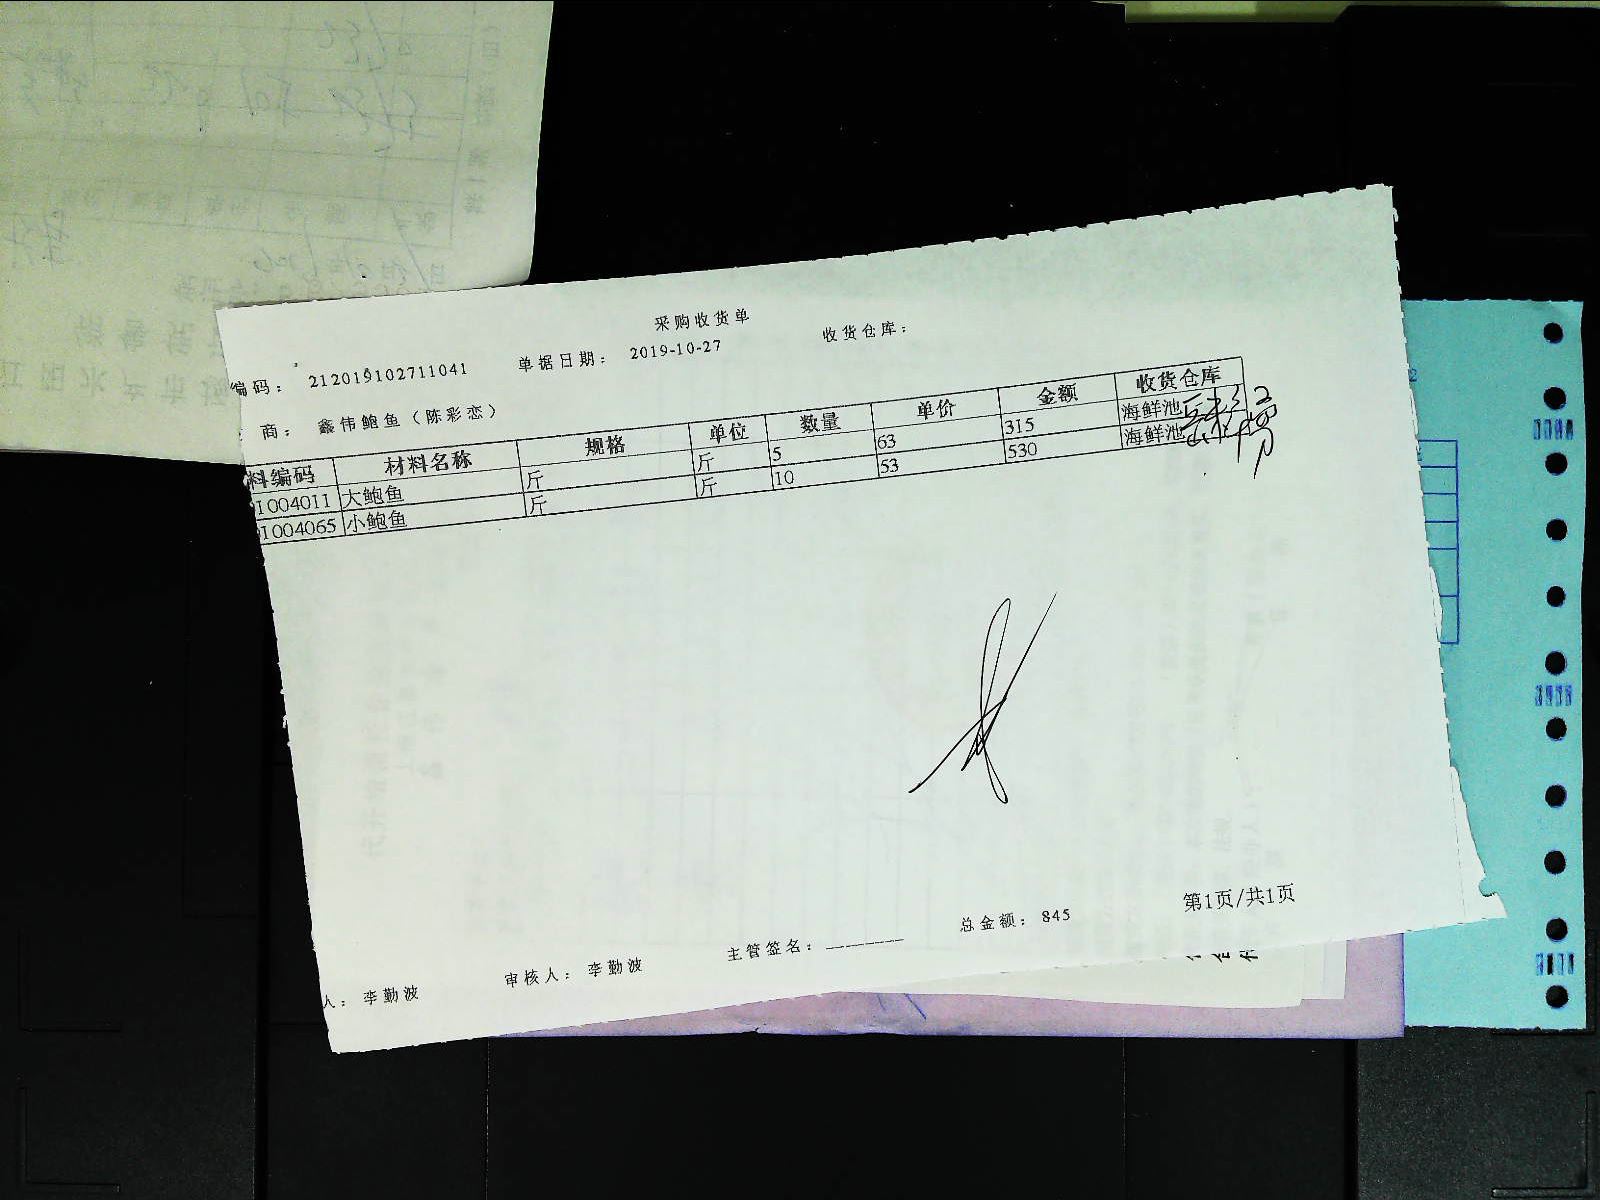 采购收货单
编码： 212019102711041 单据日期： 2019-10-27 收货仓库：
商： 鑫伟鲍鱼（陈彩恋）
料编码 材料名称 规格 单位 数量 单价 金额 收货仓库
1004011 大鲍鱼 斤 斤 5 63 315 海鲜池
1004065 小鲍鱼 斤 斤 10 53 530 海鲜池
人： 李勤波 审核人： 李勤波 主管签名： 总金额： 845 第1页/共1页